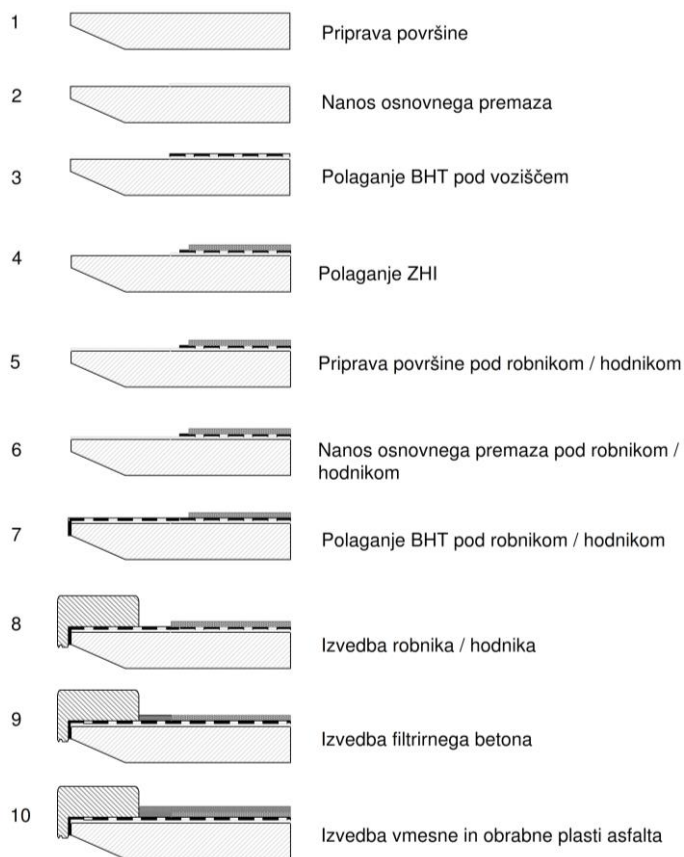 1 Priprava površine
2 Nanos osnovnega premaza
3 Polaganje BHT pod voziščem
4 Polaganje ZHI
5 Priprava površine pod robnikom / hodnikom
6 Nanos osnovnega premaza pod robnikom /
hodnikom
7 Polaganje BHT pod robnikom / hodnikom
8 Izvedba robnika / hodnika
9 Izvedba filtrirnega betona
10 Izvedba vmesne in obrabne plasti asfalta